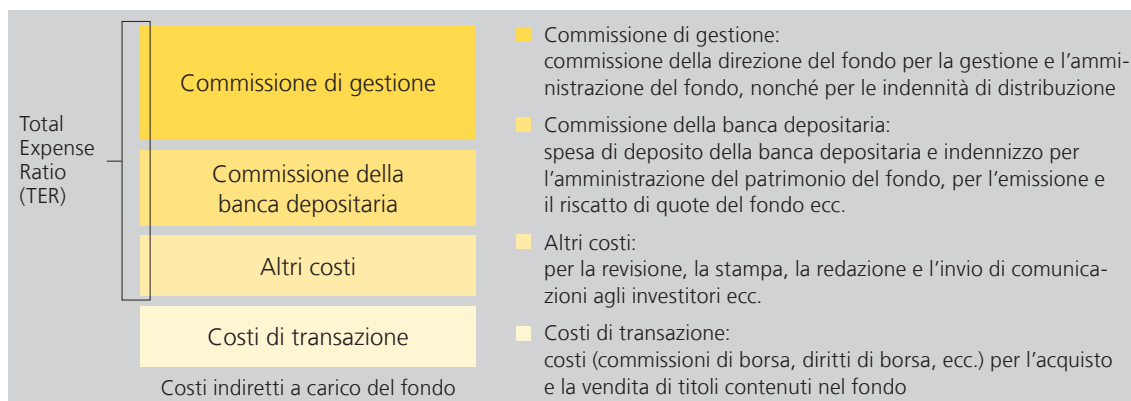 Total
Expense
Ratio
(TER)
Commissione di gestione
Commissione della
banca depositaria
Altri costi
Costi di transazione
Costi indiretti a carico del fondo
Commissione di gestione:
commissione della direzione del fondo per la gestione e l'ammi-
nistrazione del fondo, nonché per le indennità di distribuzione
Commissione della banca depositaria:
spesa di deposito della banca depositaria e indennizzo per
l'amministrazione del patrimonio del fondo, per l'emissione e
il riscatto di quote del fondo ecc.
Altri costi:
per la revisione, la stampa, la redazione e l'invio di comunica-
zioni agli investitori ecc.
Costi di transazione:
costi (commissioni di borsa, diritti di borsa, ecc.) per l'acquisto
e la vendita di titoli contenuti nel fondo